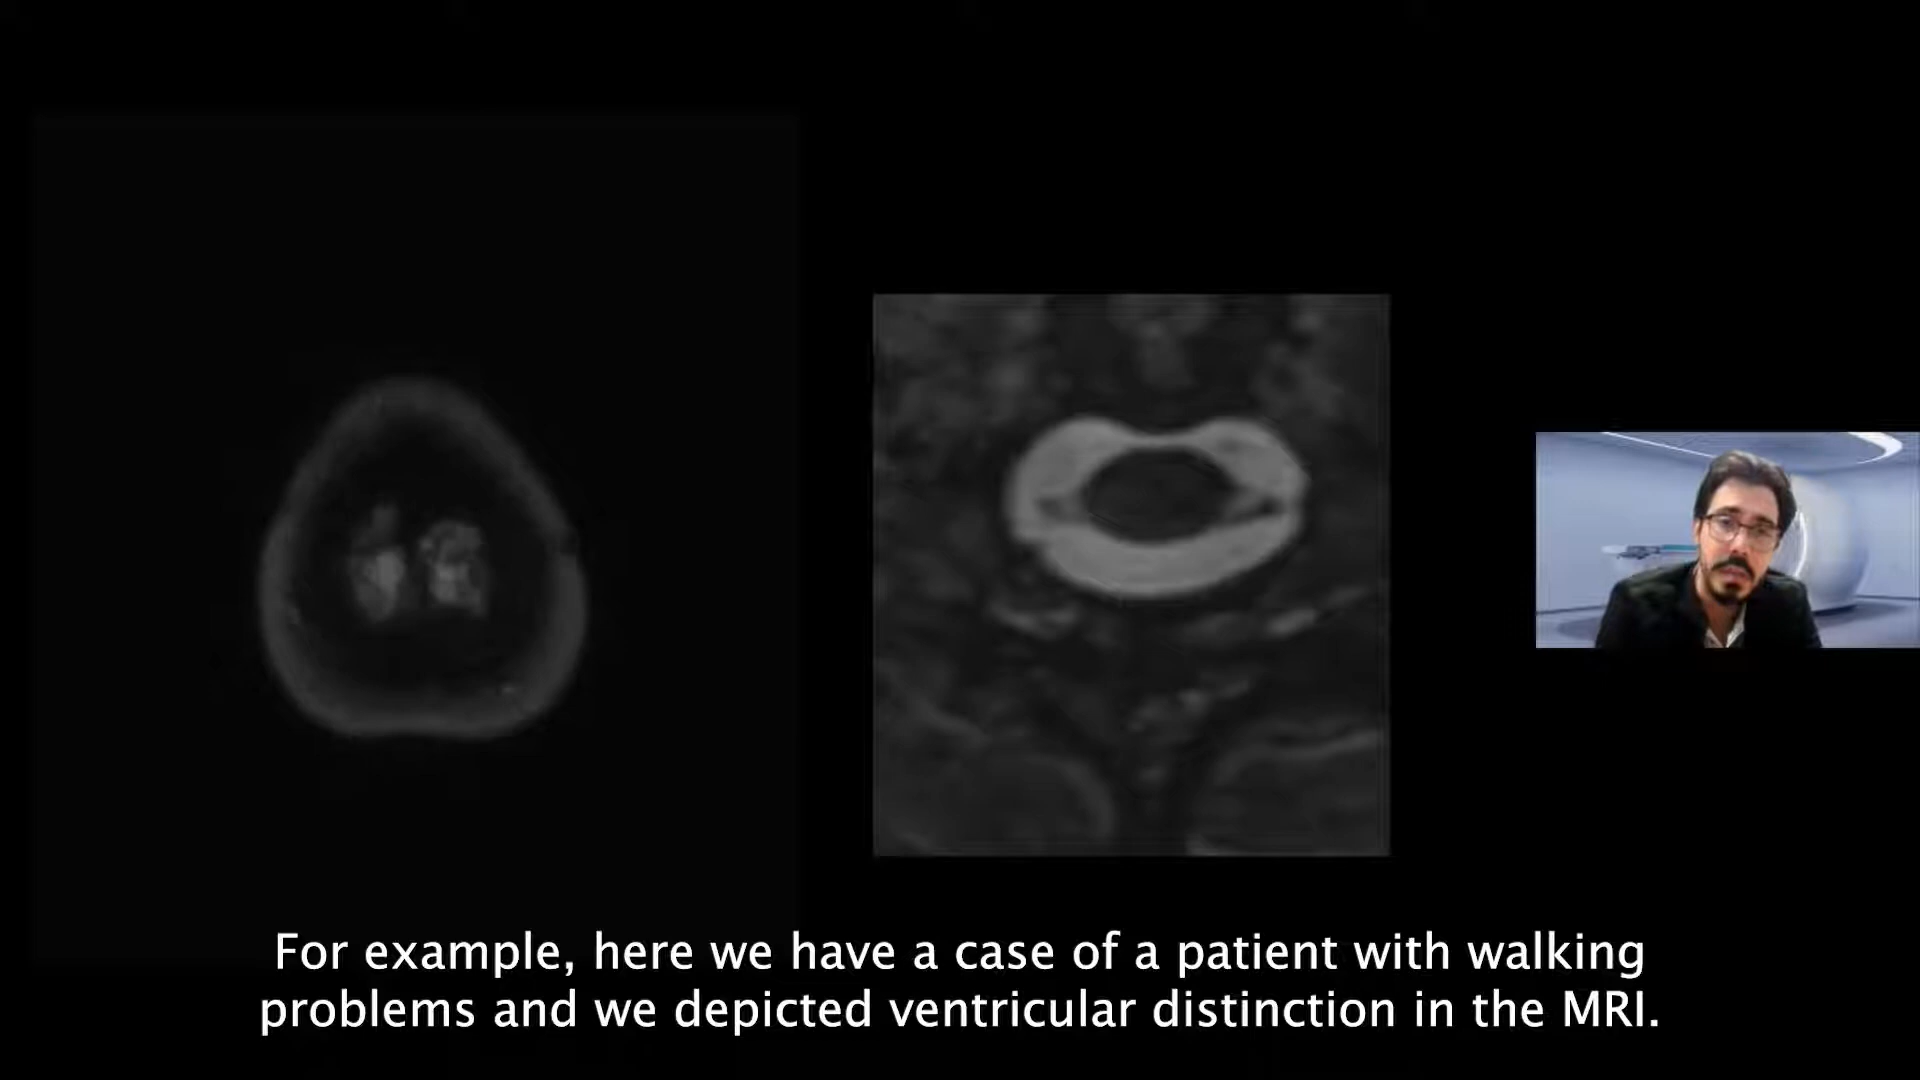 For example, here we have a case of a patient with walking
problems and we depicted ventricular distinction in the MRI.